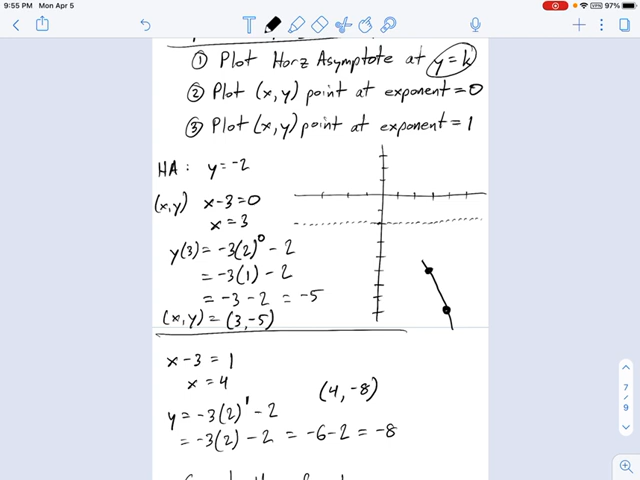 9:55 PM Mon Apr 5
VPN 97%
T
① Plot Horz Asymptote at y=k
② Plot (x,y) point at exponent = 0
③ Plot (x,y) point at exponent = 1
HA: y=-2
(x,y) x-3=0
x=3
y(3) = -3(2)⁰ - 2
= -3(1) - 2
= -3 - 2 = -5
(x,y) = (3,-5)
x-3 = 1
x = 4
(4, -8)
y = -3(2)¹ - 2
= -3(2) - 2 = -6-2 = -8
7
/
9